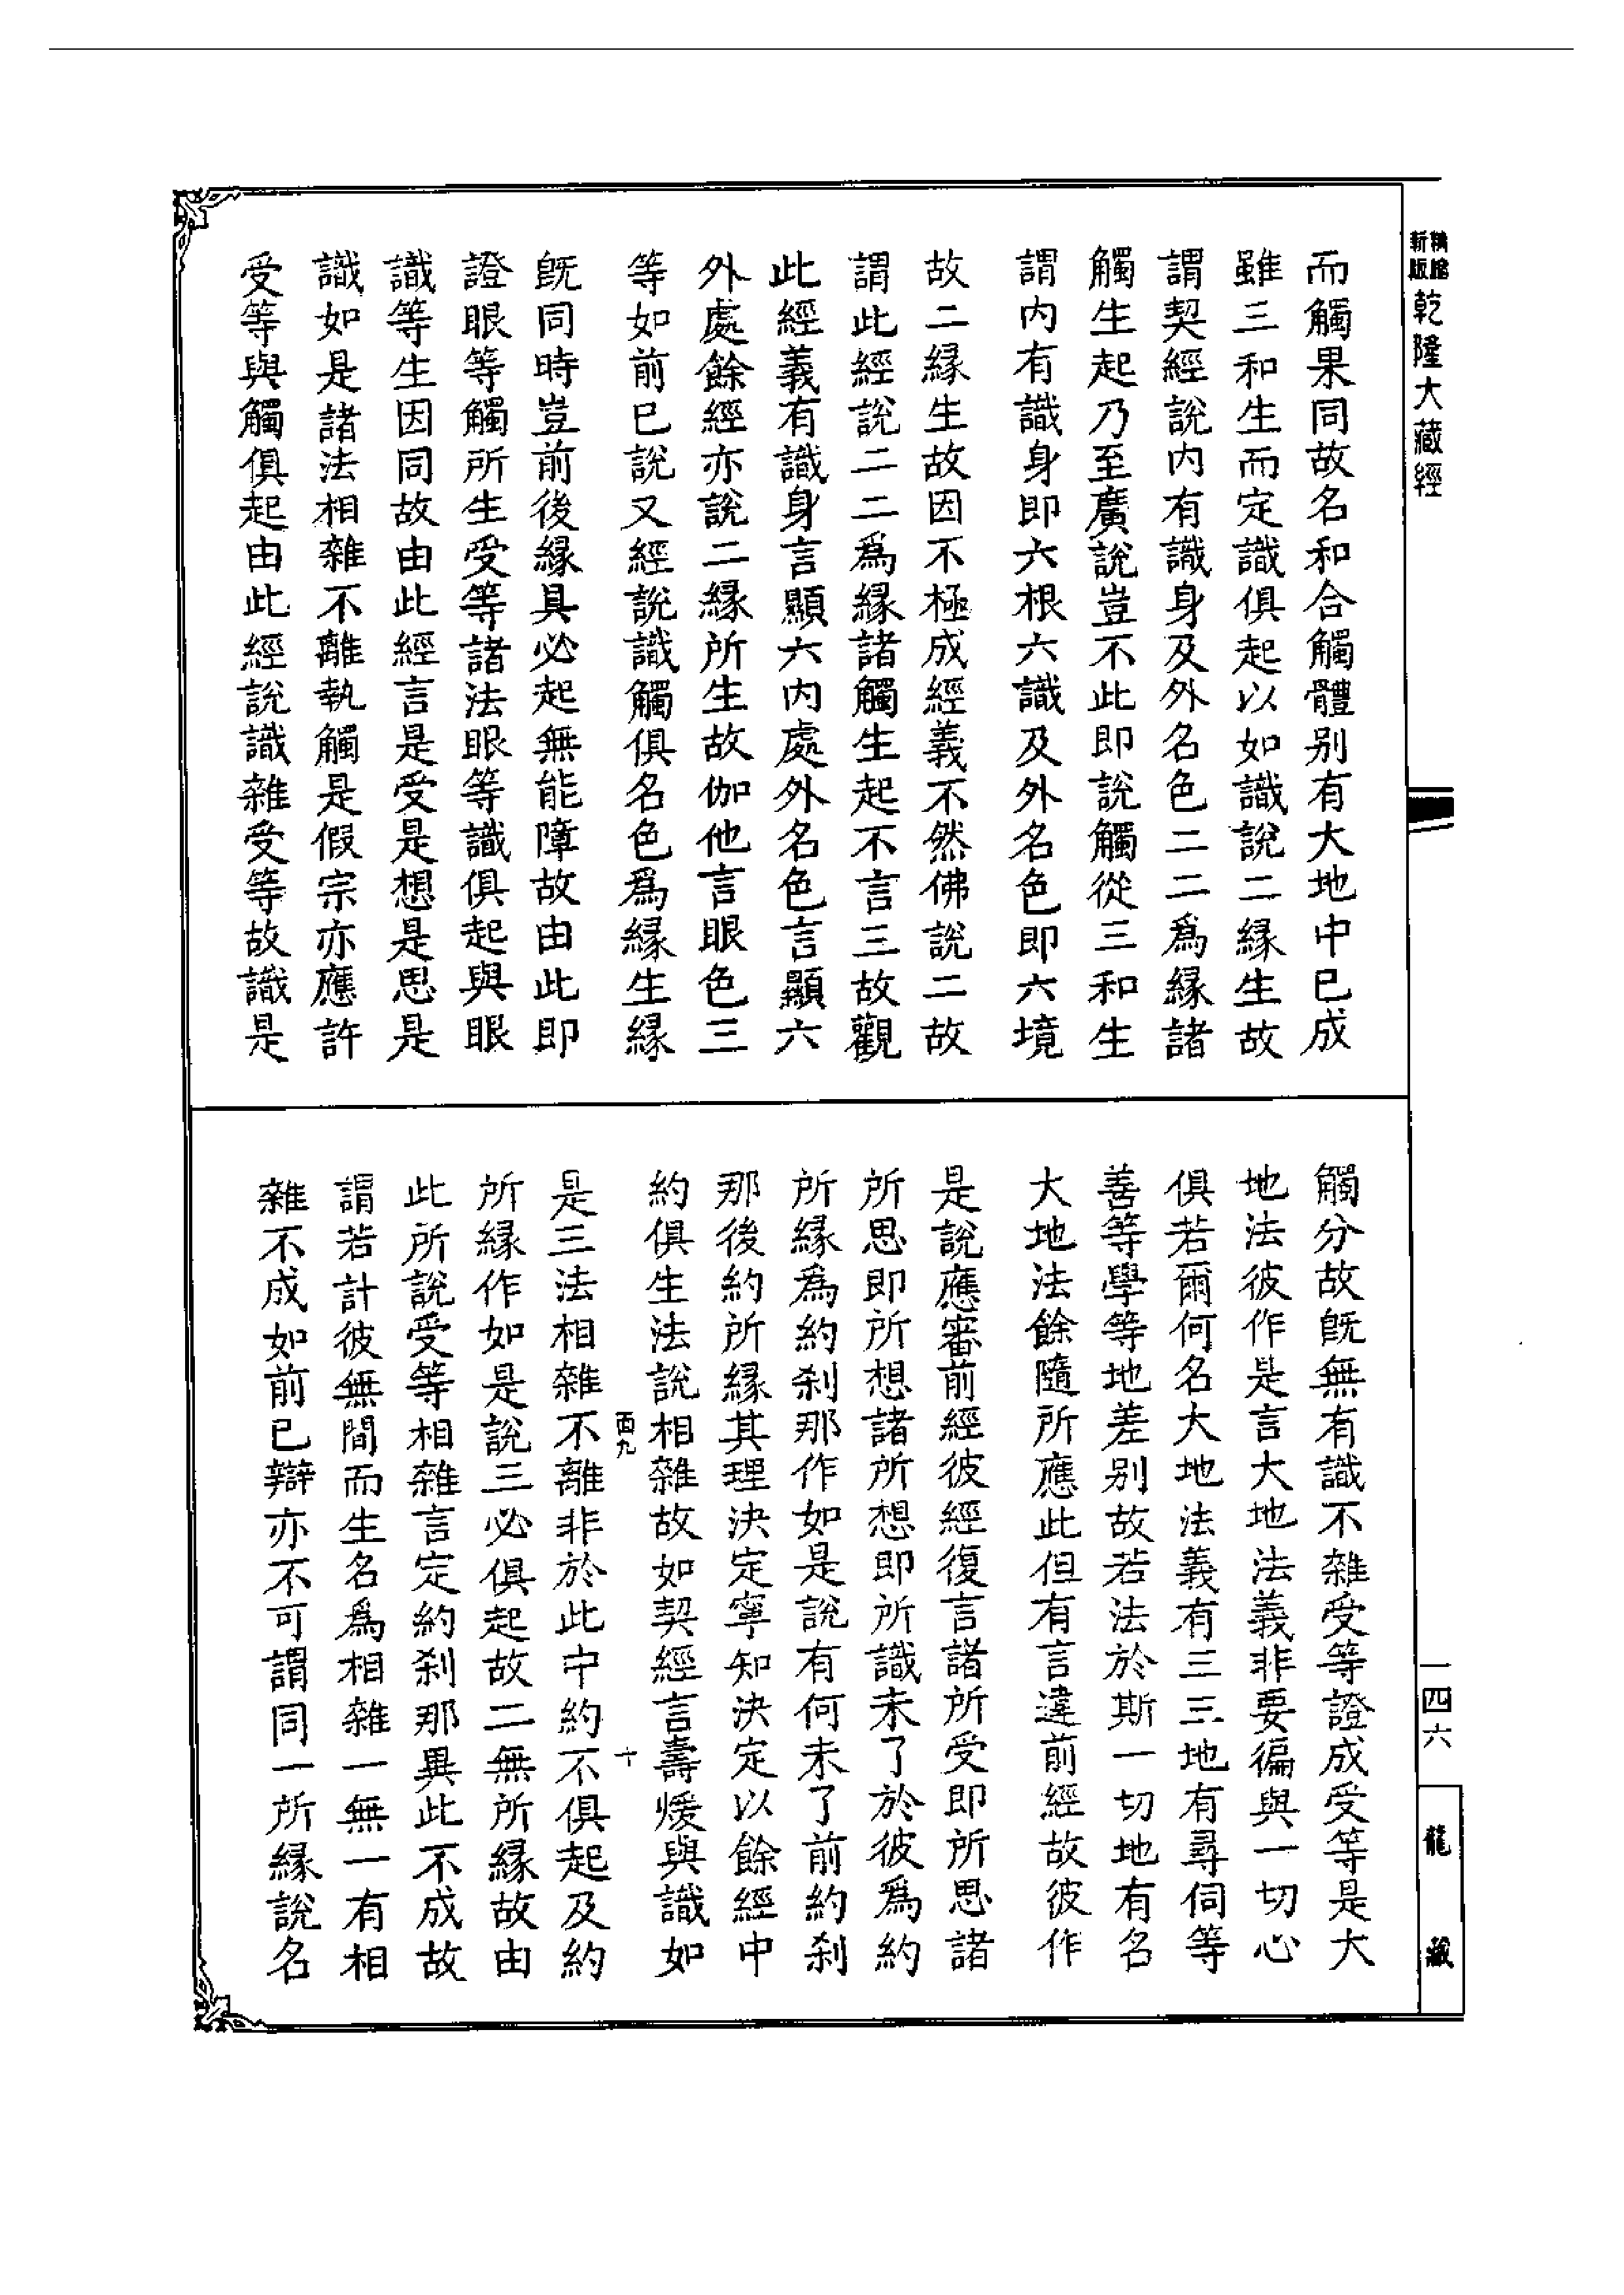 精縮新版乾隆大藏經
而觸果同故名和合觸體别有大地中已成
雖三和生而定識俱起以如識說二縁生故
謂契經說内有識身及外名色二二爲縁諸
觸生起乃至廣說豈不此即說觸從三和生
謂内有識身即六根六識及外名色即六境
故二縁生故因不極成經義不然佛說二故
謂此經說二二爲縁諸觸生起不言三故觀
此經義有識身言顯六内處外名色言顯六
外處餘經亦說二縁所生故伽他言眼色三
等如前已說又經說識觸俱名色爲縁生縁
旣同時豈前後縁具必起無能障故由此即
證眼等觸所生受等諸法眼等識俱起與眼
識等生因同故由此經言是受是想是思是
識如是諸法相雜不離執觸是假宗亦應許
受等與觸俱起由此經說識雜受等故識是
觸分故旣無有識不雜受等證成受等是大
地法彼作是言大地法義非要徧與一切心
俱若爾何名大地法義有三三地有尋伺等
善等學等地差别故若法於斯一切地有名
大地法餘隨所應此但有言違前經故彼作
是說應審前經彼經復言諸所受即所思諸
所思即所想諸所想即所識未了於彼爲約
所縁爲約刹那作如是說有何未了前約刹
那後約所縁其理決定寧知決定以餘經中
約俱生法說相雜故如契經言壽煖與識如
西九
十
是三法相雜不離非於此中約不俱起及約
所縁作如是說三必俱起故二無所縁故由
此所說受等相雜言定約刹那異此不成故
謂若計彼無間而生名爲相雜一無一有相
雜不成如前已辯亦不可謂同一所縁說名
一四六
龍藏